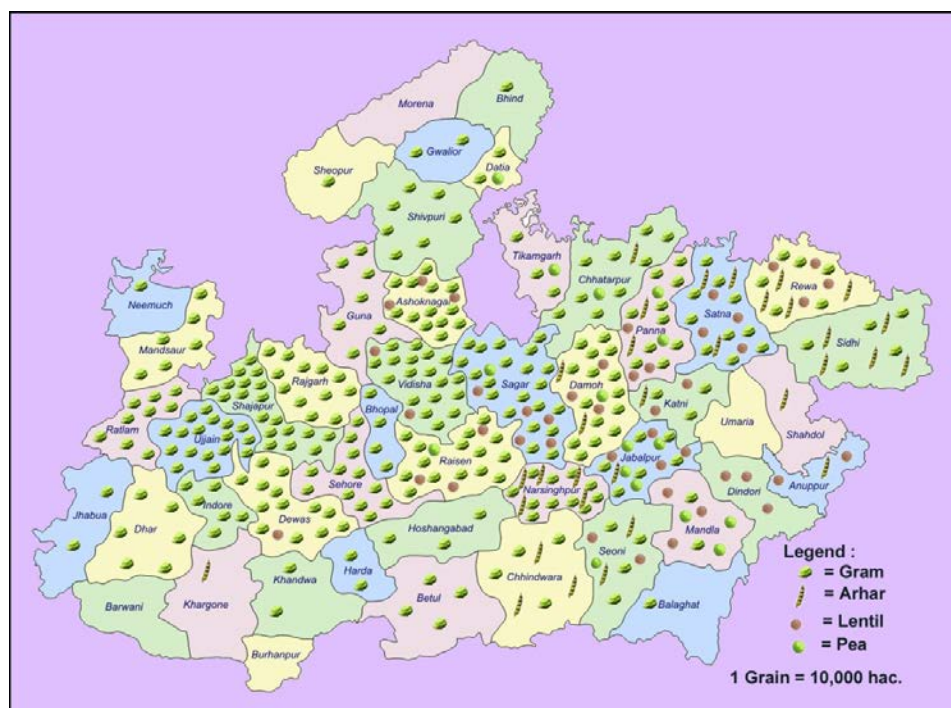 Morena
Bhind
Gwalior
Datia
Sheopur
Shivpuri
Tikamgarh
Chhatarpur
Neemuch
Guna
Ashoknagar
Panna
Satna
Rewa
Sidhi
Mandsaur
Rajgarh
Vidisha
Sagar
Damoh
Shajapur
Bhopal
Katni
Umaria
Ratlam
Ujjain
Shahdol
Raisen
Jabalpur
Sehore
Narsinghpur
Dindori
Anuppur
Jhabua
Indore
Dewas
Dhar
Hoshangabad
Mandla
Seoni
Khandwa
Harda
Chhindwara
Barwani
Khargone
Betul
Balaghat
Burhanpur
Legend :
= Gram
= Arhar
= Lentil
= Pea
1 Grain = 10,000 hac.